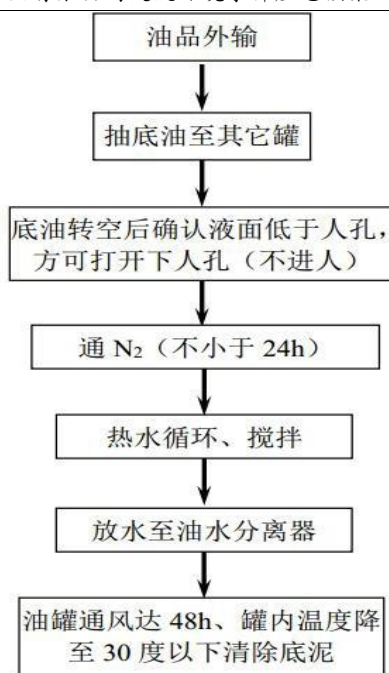 油品外输
抽底油至其它罐
底油转空后确认液面低于人孔，
方可打开下人孔（不进人）
通 N₂（不小于 24h）
热水循环、搅拌
放水至油水分离器
油罐通风达 48h、罐内温度降
至 30 度以下清除底泥